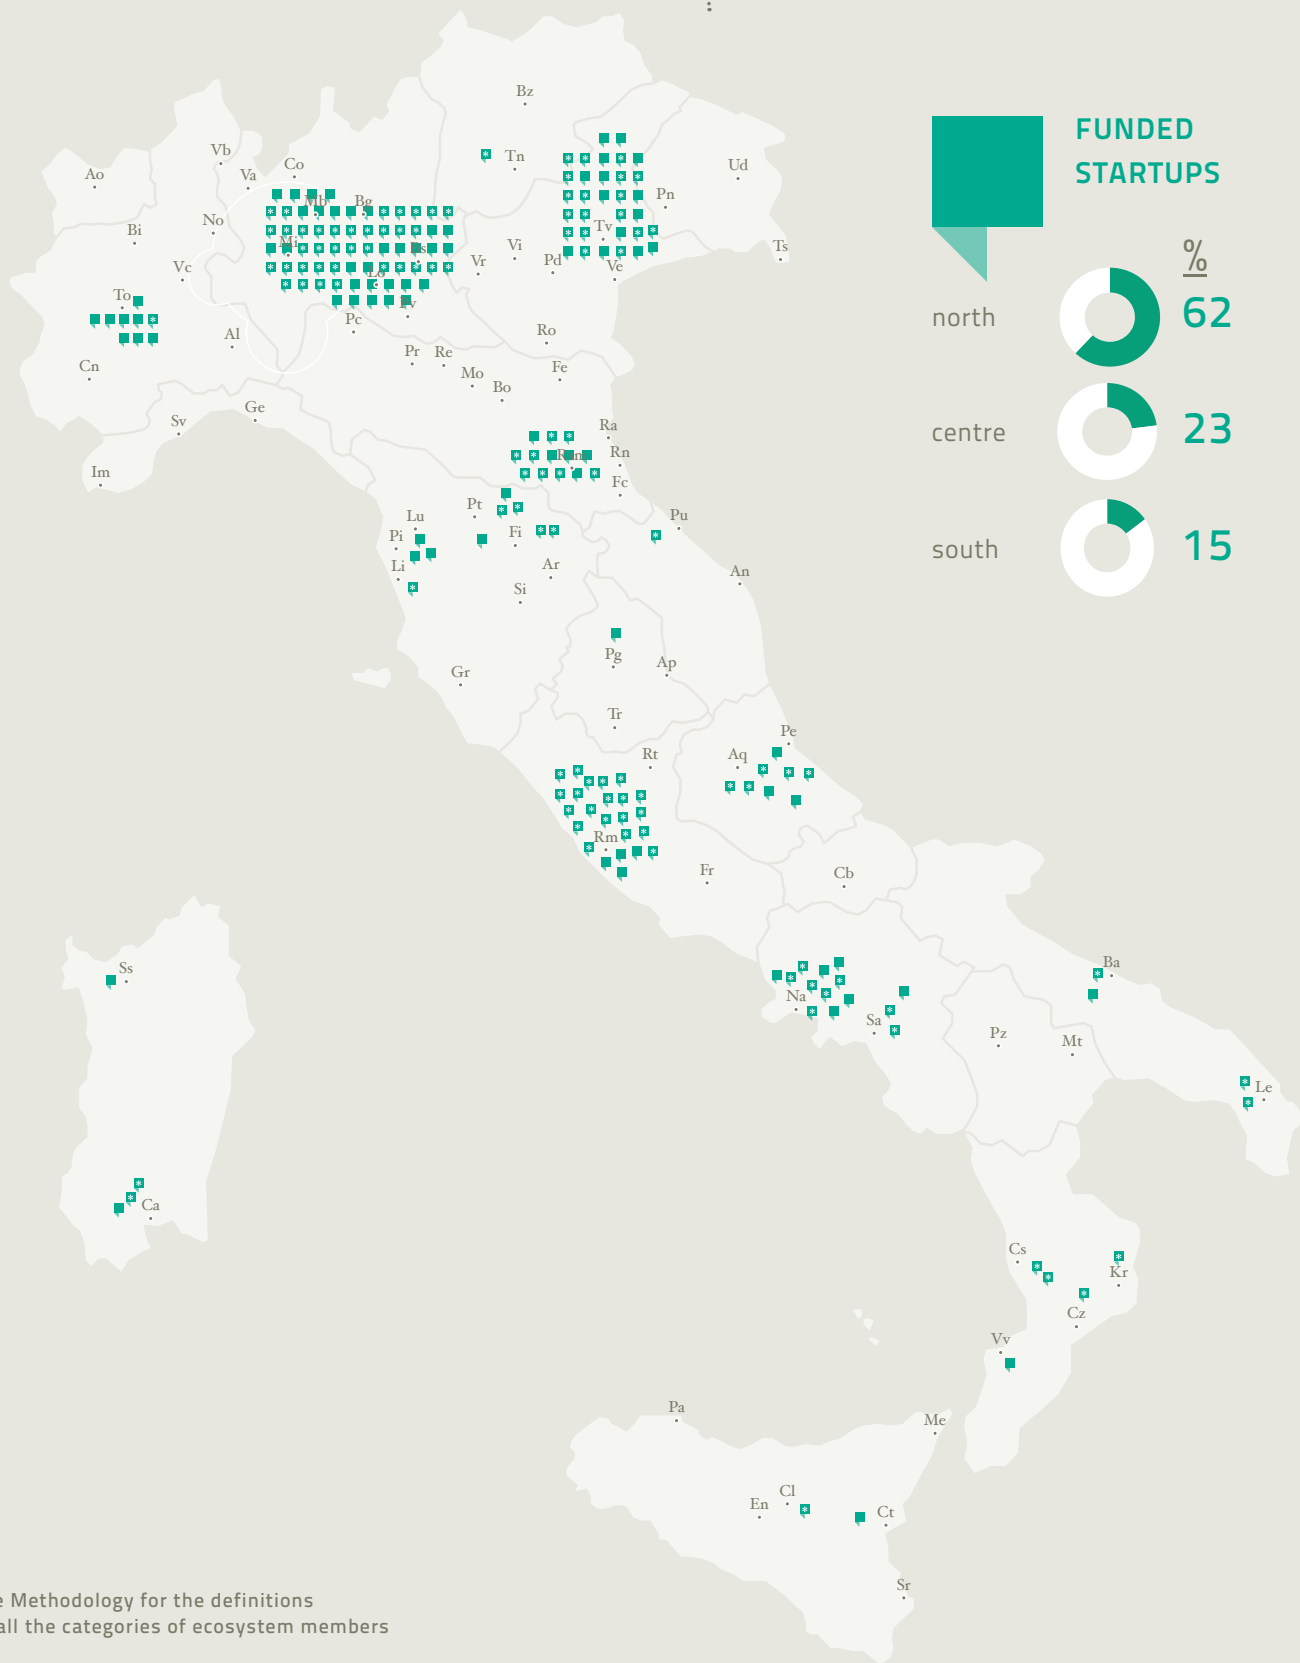 :
FUNDED
STARTUPS
%
north 62
centre 23
south 15
Bz
Vb
Co
Tn
Ud
Ao
Va
Pn
Mb
Bg
No
Bi
Tv
Mi
Bs
Vi
Ts
Vc
Vr
Pd
Ve
Lo
To
Pv
Pc
Al
Ro
Pr
Re
Cn
Mo
Fe
Bo
Ge
Sv
Ra
Im
Rn
Fc
Pt
Lu
Pu
Pi
Fi
Li
Ar
An
Si
Pg
Ap
Gr
Tr
Pe
Rt
Aq
Rm
Fr
Cb
Ss
Ba
Na
Sa
Pz
Mt
Le
Ca
Cs
Kr
Cz
Vv
Pa
Me
Cl
En
Ct
Sr
Methodology for the definitions
all the categories of ecosystem members